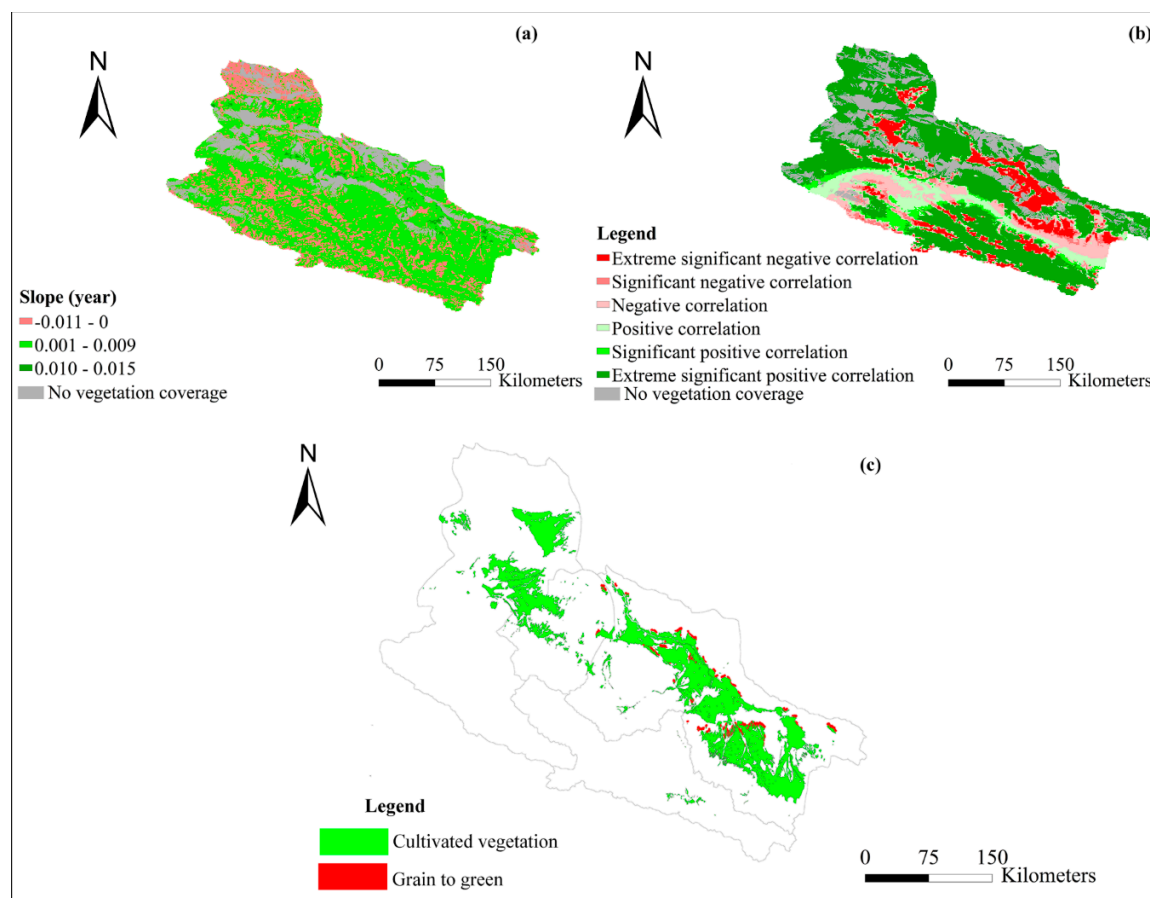 (a)
N
Slope (year)
-0.011 - 0
0.001 - 0.009
0.010 - 0.015
No vegetation coverage
0 75 150
Kilometers
(b)
N
Legend
Extreme significant negative correlation
Significant negative correlation
Negative correlation
Positive correlation
Significant positive correlation
Extreme significant positive correlation
No vegetation coverage
0 75 150
Kilometers
(c)
N
Legend
Cultivated vegetation
Grain to green
0 75 150
Kilometers